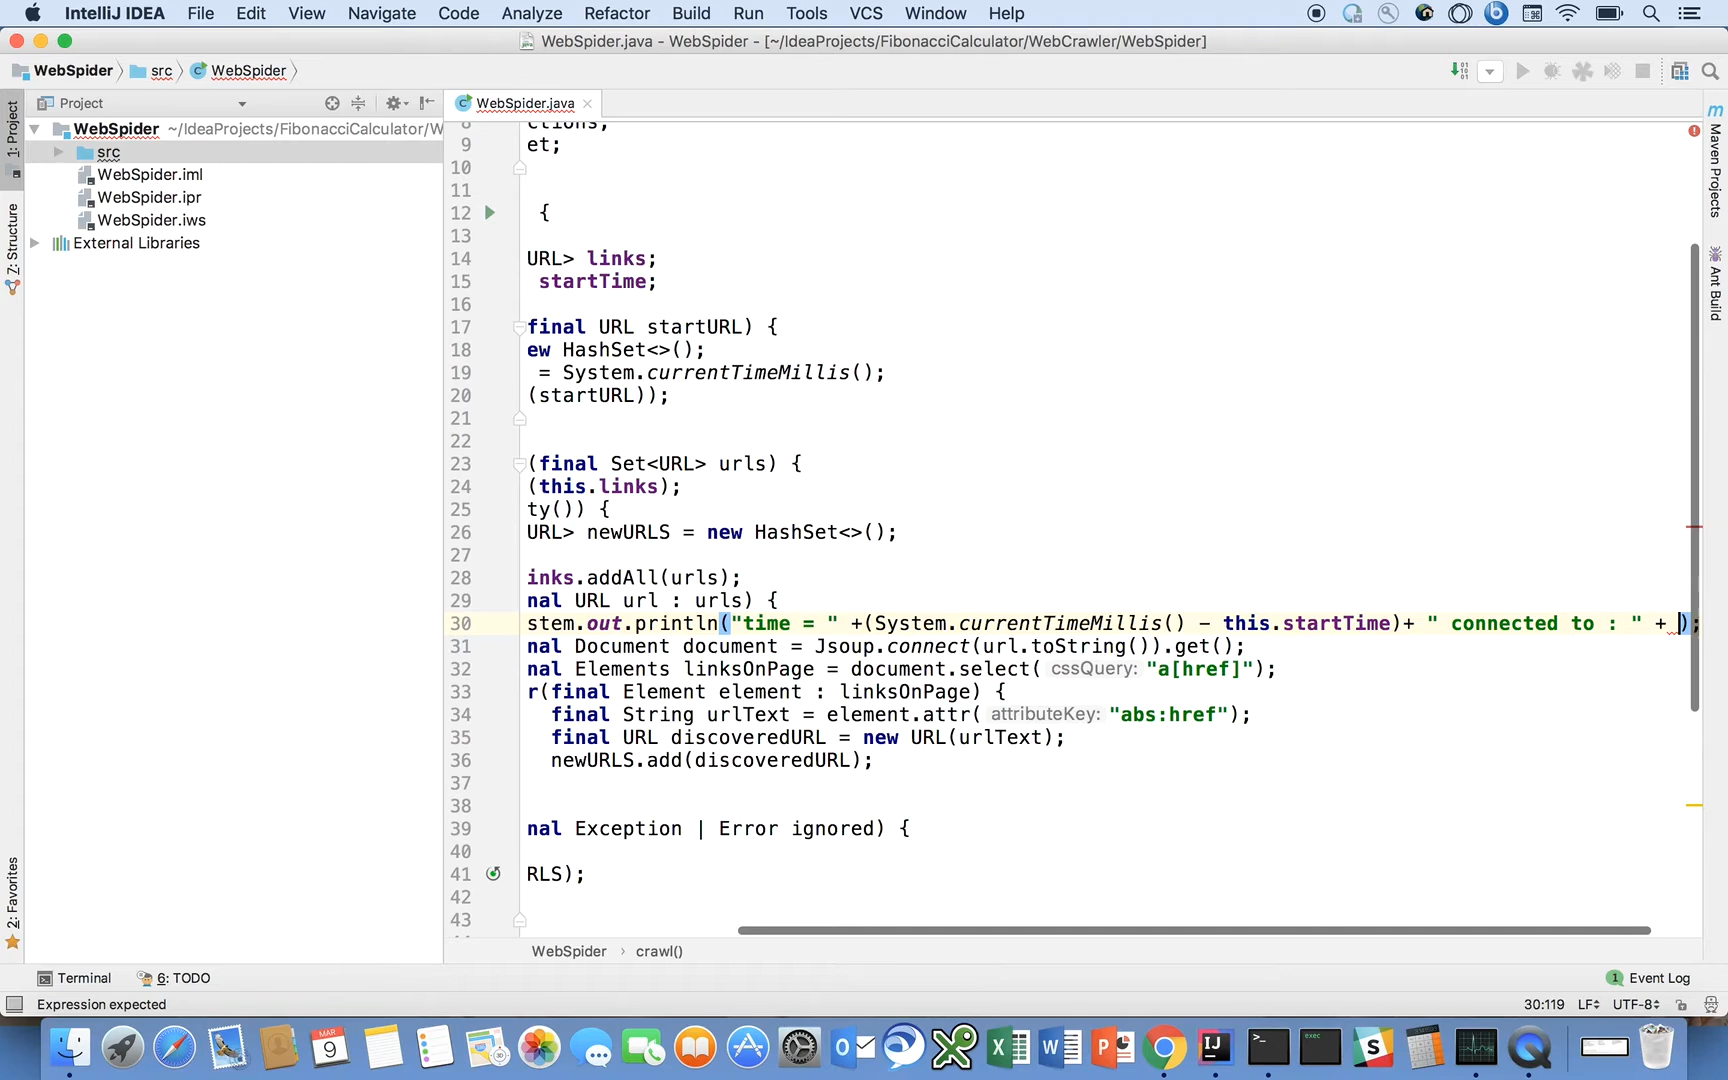 IntelliJ IDEA File Edit View Navigate Code Analyze Refactor Build Run Tools VCS Window Help
WebSpider.java - WebSpider - [~/IdeaProjects/FibonacciCalculator/WebCrawler/WebSpider]
WebSpider src WebSpider
Project
WebSpider.java
1: Project
7: Structure
2: Favorites
WebSpider ~/IdeaProjects/FibonacciCalculator/W
src
WebSpider.iml
WebSpider.ipr
WebSpider.iws
External Libraries
8 ctions;
9 et;
10
11
12 {
13
14 URL> links;
15 startTime;
16
17 final URL startURL) {
18 ew HashSet<>();
19 = System.currentTimeMillis();
20 (startURL));
21
22
23 (final Set<URL> urls) {
24 (this.links);
25 ty()) {
26 URL> newURLS = new HashSet<>();
27
28 inks.addAll(urls);
29 nal URL url : urls) {
30 stem.out.println("time = " +(System.currentTimeMillis() - this.startTime)+ " connected to : " + );
31 nal Document document = Jsoup.connect(url.toString()).get();
32 nal Elements linksOnPage = document.select( cssQuery: "a[href]");
33 r(final Element element : linksOnPage) {
34 final String urlText = element.attr( attributeKey: "abs:href");
35 final URL discoveredURL = new URL(urlText);
36 newURLS.add(discoveredURL);
37
38
39 nal Exception | Error ignored) {
40
41 RLS);
42
43
m Maven Projects
Ant Build
WebSpider › crawl()
Terminal 6: TODO
1 Event Log
Expression expected
30:119 LF UTF-8
MAR
9